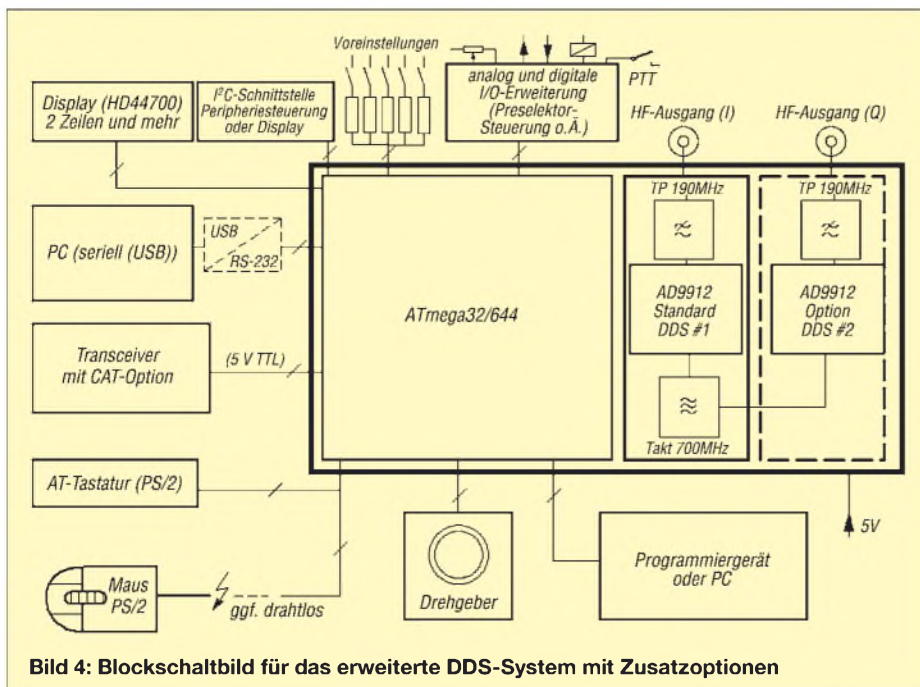 Voreinstellungen
Display (HD44700)
2 Zeilen und mehr
I²C-Schnittstelle
Peripheriesteuerung
oder Display
analog und digitale
I/O-Erweiterung
(Preselektor-
Steuerung o.Ä.)
PTT
HF-Ausgang (I)
HF-Ausgang (Q)
PC (seriell (USB))
USB
RS-232
ATmega32/644
TP 190MHz
AD9912
Standard
DDS #1
Takt 700MHz
TP 190MHz
AD9912
Option
DDS #2
Transceiver
mit CAT-Option
(5 V TTL)
AT-Tastatur (PS/2)
Maus
PS/2
ggf. drahtlos
Drehgeber
Programmiergerät
oder PC
5V
Bild 4: Blockschaltbild für das erweiterte DDS-System mit Zusatzoptionen